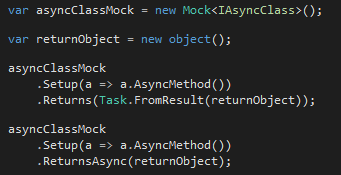 var asyncClassMock = new Mock<IAsyncClass>();
var returnObject = new object();
asyncClassMock
.Setup(a => a.AsyncMethod())
.Returns(Task.FromResult(returnObject));
asyncClassMock
.Setup(a => a.AsyncMethod())
.ReturnsAsync(returnObject);